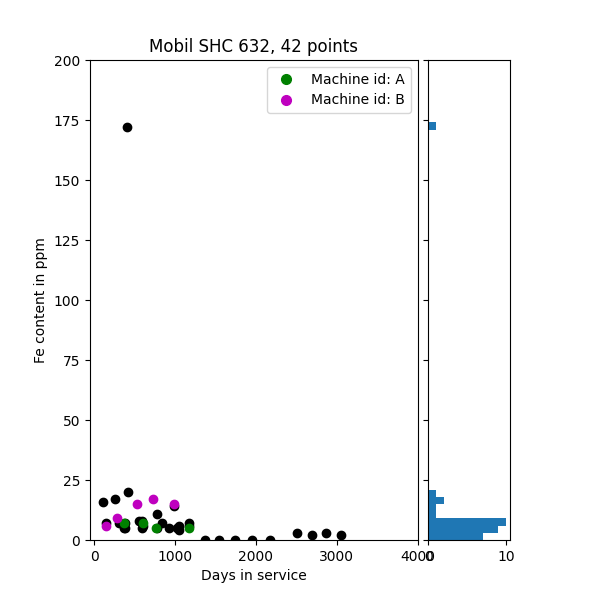 Mobil SHC 632, 42 points
Machine id: A
Machine id: B
200
175
150
125
100
75
50
25
0
Fe content in ppm
0 1000 2000 3000 4000
0 10
Days in service